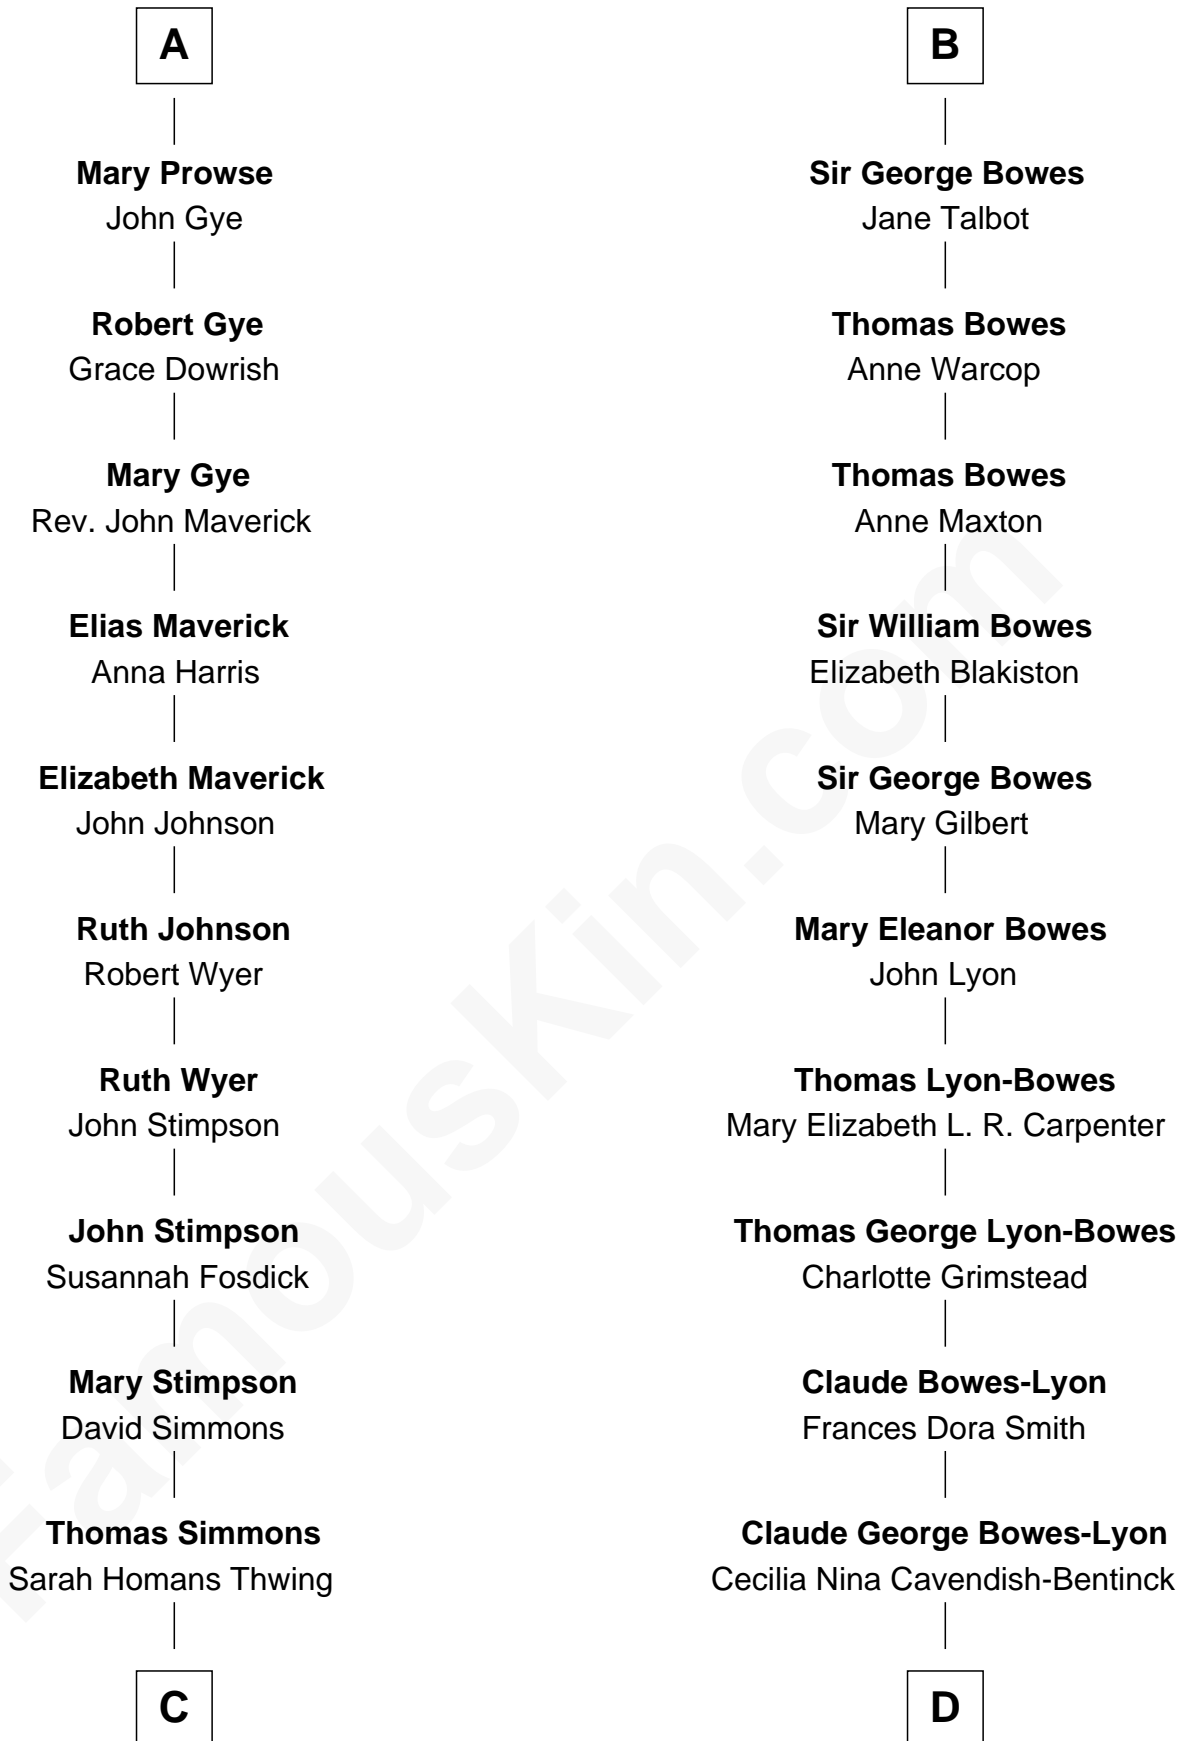 A
Mary Prowse
John Gye
Robert Gye
Grace Dowrish
Mary Gye
Rev. John Maverick
Elias Maverick
Anna Harris
Elizabeth Maverick
John Johnson
Ruth Johnson
Robert Wyer
Ruth Wyer
John Stimpson
John Stimpson
Susannah Fosdick
Mary Stimpson
David Simmons
Thomas Simmons
Sarah Homans Thwing
C
B
Sir George Bowes
Jane Talbot
Thomas Bowes
Anne Warcop
Thomas Bowes
Anne Maxton
Sir William Bowes
Elizabeth Blakiston
Sir George Bowes
Mary Gilbert
Mary Eleanor Bowes
John Lyon
Thomas Lyon-Bowes
Mary Elizabeth L. R. Carpenter
Thomas George Lyon-Bowes
Charlotte Grimstead
Claude Bowes-Lyon
Frances Dora Smith
Claude George Bowes-Lyon
Cecilia Nina Cavendish-Bentinck
D
FamousKin.com